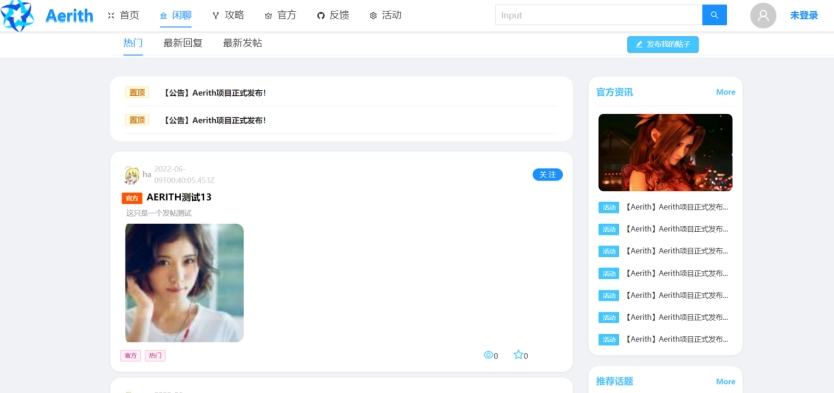 Aerith 首页 闲聊 攻略 官方 反馈 活动 Input 未登录
热门 最新回复 最新发帖 发布我的帖子
置顶 【公告】Aerith项目正式发布!
置顶 【公告】Aerith项目正式发布!
ha 2022-06-
09T00:40:05.453Z
关 注
官方 AERITH测试13
这只是一个发帖测试
官方 热门 0 0
官方资讯 More
活动 【Aerith】Aerith项目正式发布...
活动 【Aerith】Aerith项目正式发布...
活动 【Aerith】Aerith项目正式发布...
活动 【Aerith】Aerith项目正式发布...
活动 【Aerith】Aerith项目正式发布...
活动 【Aerith】Aerith项目正式发布...
活动 【Aerith】Aerith项目正式发布...
推荐话题 More